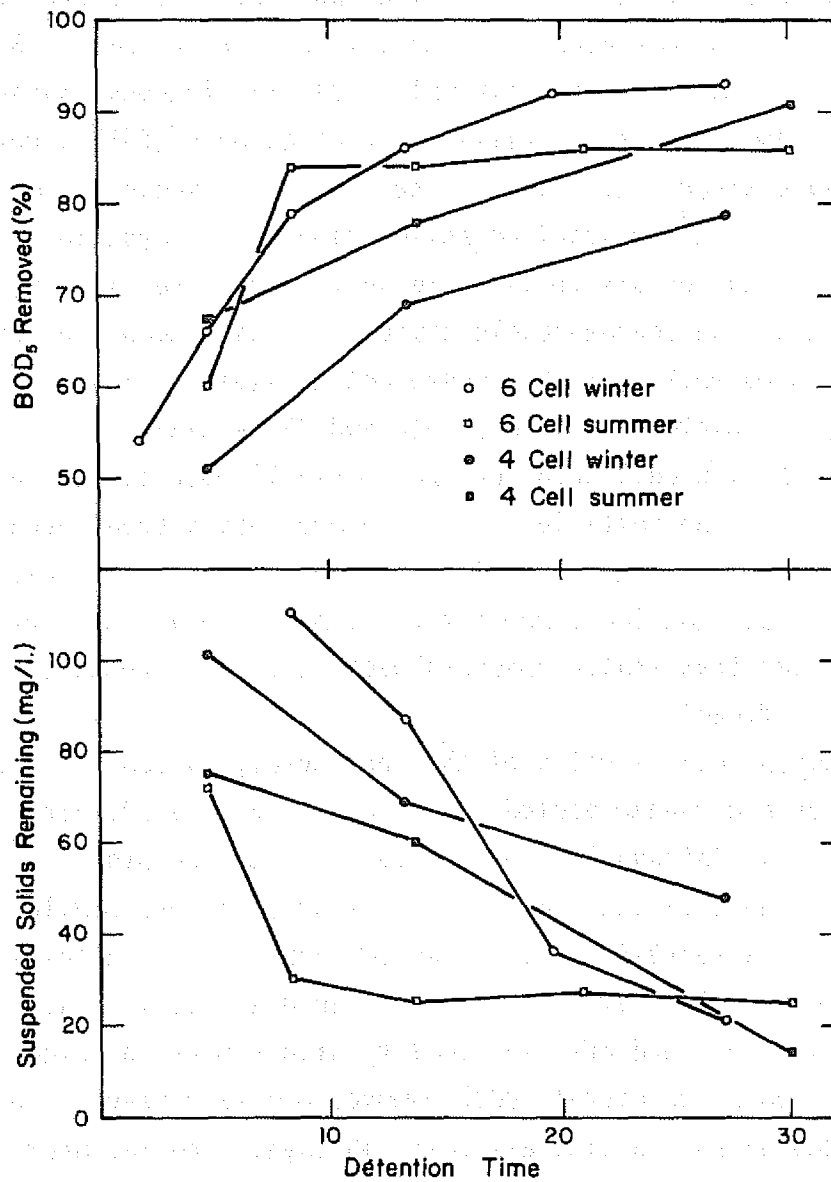 100
90
80
70
60
50
BOD₅ Removed (%)
6 Cell winter
6 Cell summer
4 Cell winter
4 Cell summer
100
80
60
40
20
0
Suspended Solids Remaining (mg/l.)
10
20
30
Detention Time